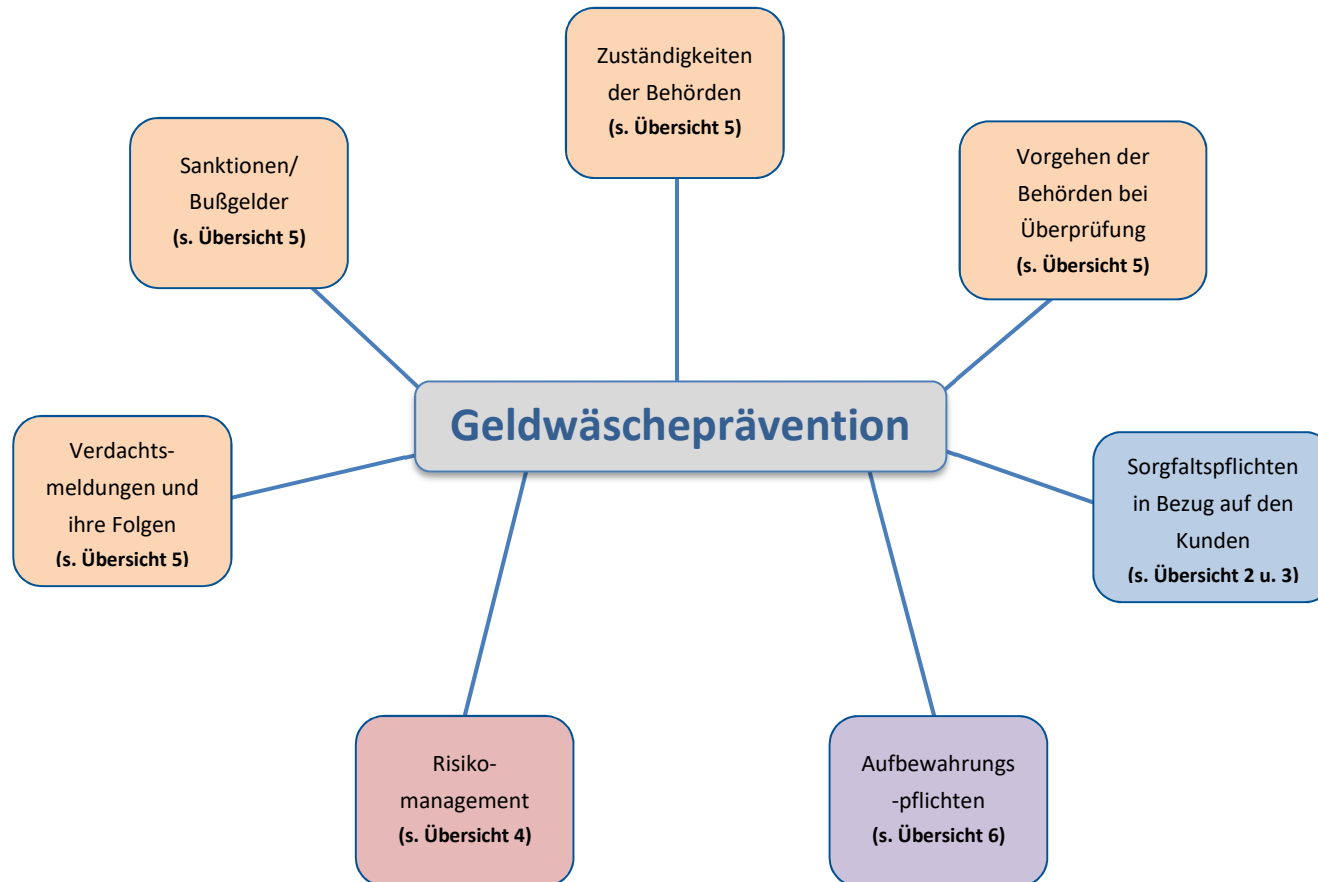 Zuständigkeiten
der Behörden
(s. Übersicht 5)
Sanktionen/
Bußgelder
(s. Übersicht 5)
Vorgehen der
Behörden bei
Überprüfung
(s. Übersicht 5)
Geldwäscheprävention
Verdachts-
meldungen und
ihre Folgen
(s. Übersicht 5)
Sorgfaltspflichten
in Bezug auf den
Kunden
(s. Übersicht 2 u. 3)
Risiko-
management
(s. Übersicht 4)
Aufbewahrungs
-pflichten
(s. Übersicht 6)